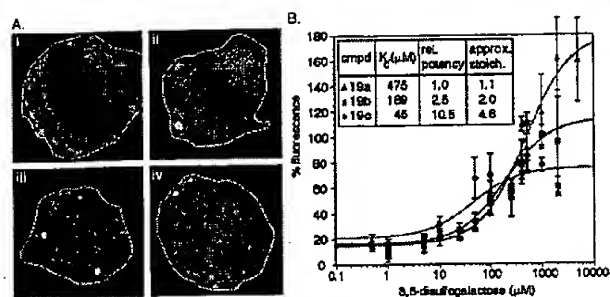 A.
i
ii
iii
iv
B.
% fluorescence
180
160
140
120
100
80
60
40
20
0
cmpd Kc(µM) rel. potency approx. stoich.
19a 475 1.0 1.1
19b 189 2.5 2.0
19c 45 10.5 4.8
0.1 1 10 100 1000 10000
3,6-disulfogalactose (µM)